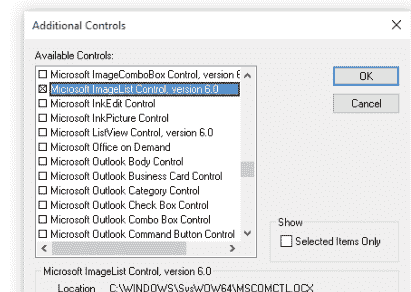 Additional Controls
Available Controls:
Microsoft ImageComboBox Control, version 6
Microsoft ImageList Control, version 6.0
Microsoft InkEdit Control
Microsoft InkPicture Control
Microsoft ListView Control, version 6.0
Microsoft Office on Demand
Microsoft Outlook Body Control
Microsoft Outlook Business Card Control
Microsoft Outlook Category Control
Microsoft Outlook Check Box Control
Microsoft Outlook Combo Box Control
Microsoft Outlook Command Button Control
OK
Cancel
Show
Selected Items Only
Microsoft ImageList Control, version 6.0
Location C:\WINDOWS\SysWOW64\MSCOMCTL.OCX